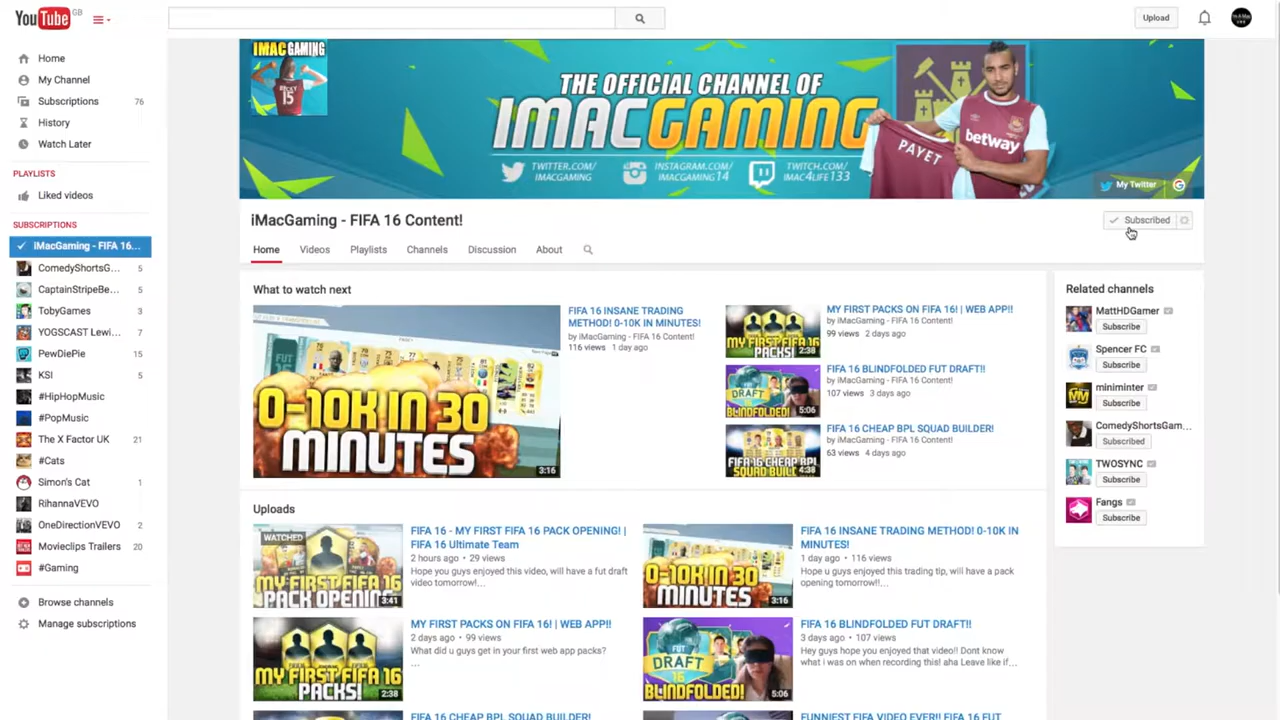 YouTube GB
Upload
Home
My Channel
Subscriptions 76
History
Watch Later
PLAYLISTS
Liked videos
SUBSCRIPTIONS
iMacGaming - FIFA 16...
ComedyShortsG... 5
CaptainStripeBe... 5
TobyGames 3
YOGSCAST Lewi... 7
PewDiePie 15
KSI 5
#HipHopMusic
#PopMusic
The X Factor UK 21
#Cats
Simon's Cat 1
RihannaVEVO
OneDirectionVEVO 2
Movieclips Trailers 20
#Gaming
Browse channels
Manage subscriptions
IMAC GAMING
BECKY
15
THE OFFICIAL CHANNEL OF
IMACGAMING
TWITTER.COM/
IMACGAMING
INSTAGRAM.COM/
IMACGAMING14
TWITCH.COM/
IMAC4LIFE133
PAYET
betway
My Twitter
iMacGaming - FIFA 16 Content!
Subscribed
Home Videos Playlists Channels Discussion About
What to watch next
0-10K IN 30
MINUTES
3:16
FIFA 16 INSANE TRADING
METHOD! 0-10K IN MINUTES!
by iMacGaming - FIFA 16 Content!
116 views 1 day ago
MY FIRST FIFA 16
PACKS!
2:38
MY FIRST PACKS ON FIFA 16! | WEB APP!!
by iMacGaming - FIFA 16 Content!
99 views 2 days ago
FUT
DRAFT
BLINDFOLDED!
5:06
FIFA 16 BLINDFOLDED FUT DRAFT!!
by iMacGaming - FIFA 16 Content!
107 views 3 days ago
FIFA 16 CHEAP BPL
SQUAD BUILD
4:38
FIFA 16 CHEAP BPL SQUAD BUILDER!
by iMacGaming - FIFA 16 Content!
63 views 4 days ago
Uploads
WATCHED
MY FIRST FIFA 16
PACK OPENING
3:41
FIFA 16 - MY FIRST FIFA 16 PACK OPENING! |
FIFA 16 Ultimate Team
2 hours ago • 29 views
Hope you guys enjoyed this video, will have a fut draft
video tomorrow!...
0-10K IN 30
MINUTES
3:16
FIFA 16 INSANE TRADING METHOD! 0-10K IN
MINUTES!
1 day ago • 116 views
Hope u guys enjoyed this trading tip, will have a pack
opening tomorrow!!...
MY FIRST FIFA 16
PACKS!
2:38
MY FIRST PACKS ON FIFA 16! | WEB APP!!
2 days ago • 99 views
What did u guys get in your first web app packs?
...
FUT
DRAFT
BLINDFOLDED!
5:06
FIFA 16 BLINDFOLDED FUT DRAFT!!
3 days ago • 107 views
Hey guys hope you enjoyed that video!! Dont know
what i was on when recording this! aha Leave like if...
FIFA 16 CHEAP BPL SQUAD BUILDER!
FUNNIEST FIFA VIDEO EVER!! FIFA 16 FUT
Related channels
MattHDGamer
Subscribe
Spencer FC
Subscribe
miniminter
Subscribe
ComedyShortsGam...
Subscribed
TWOSYNC
Subscribe
Fangs
Subscribe